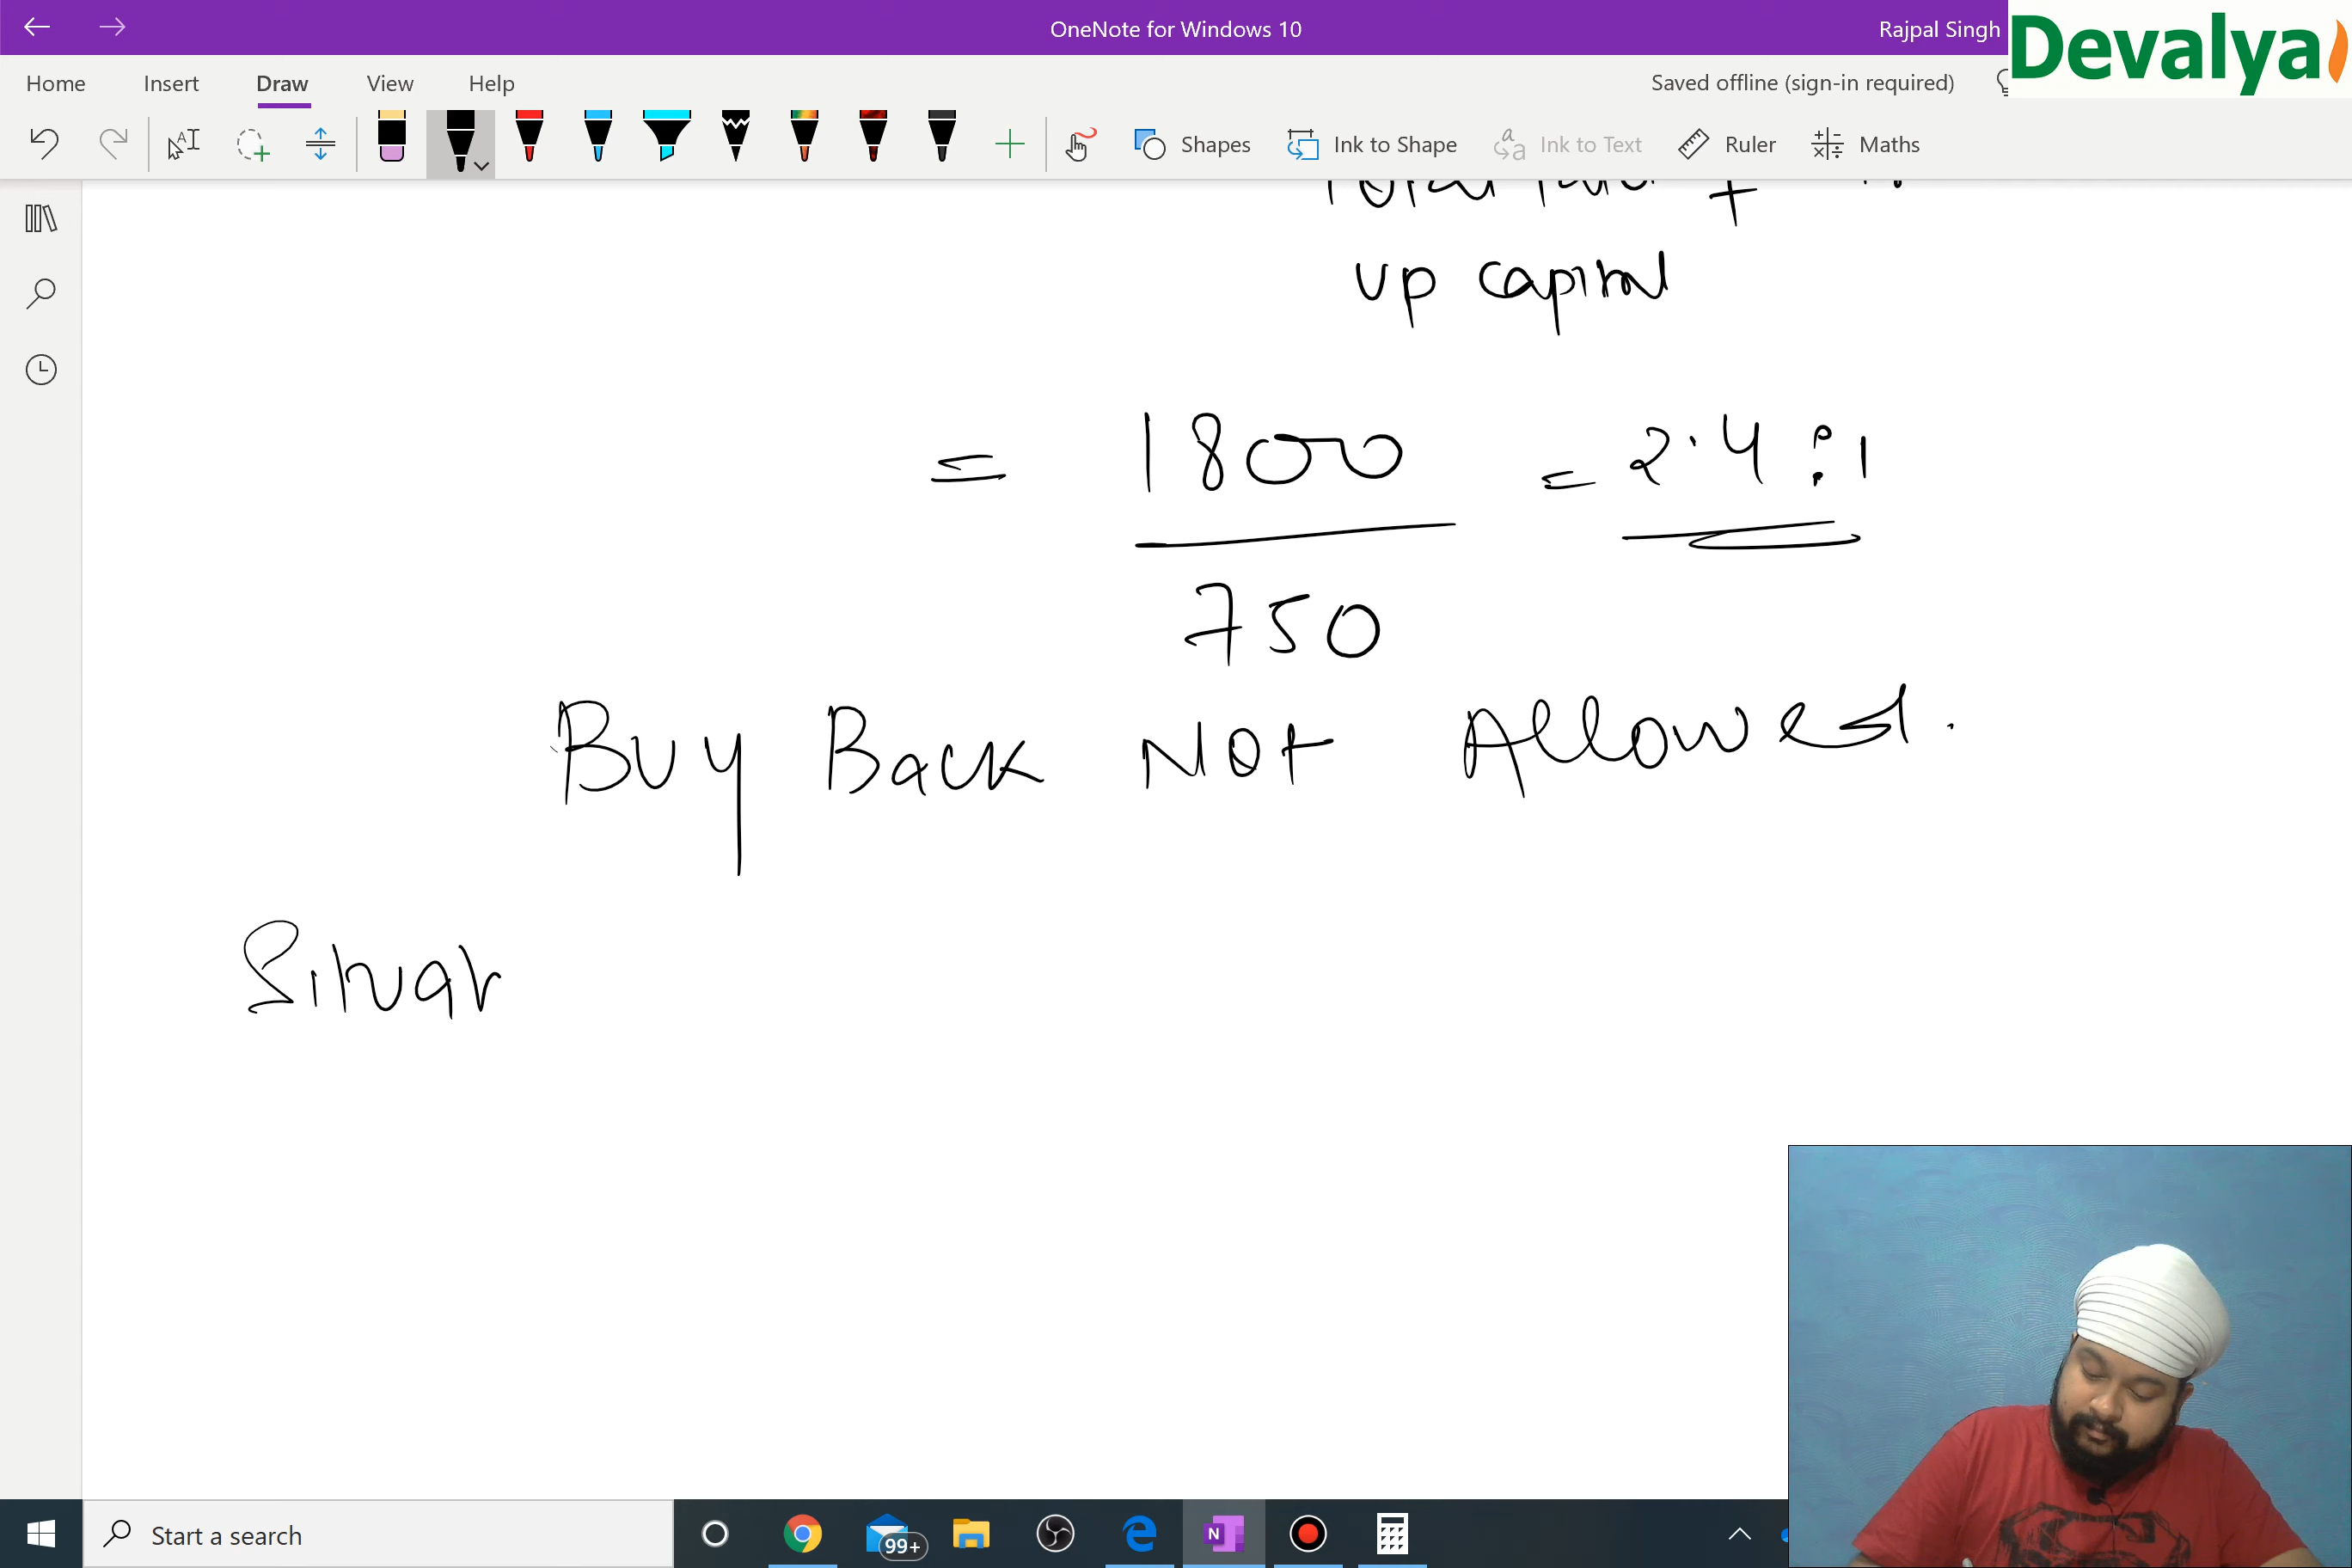 OneNote for Windows 10
Rajpal Singh
Devalya
Home Insert Draw View Help
Saved offline (sign-in required)
Shapes Ink to Shape Ink to Text Ruler Maths
up capital
= 1800 = 2.4 : 1
750
Buy Back Not Allowed.
Start a search
99+